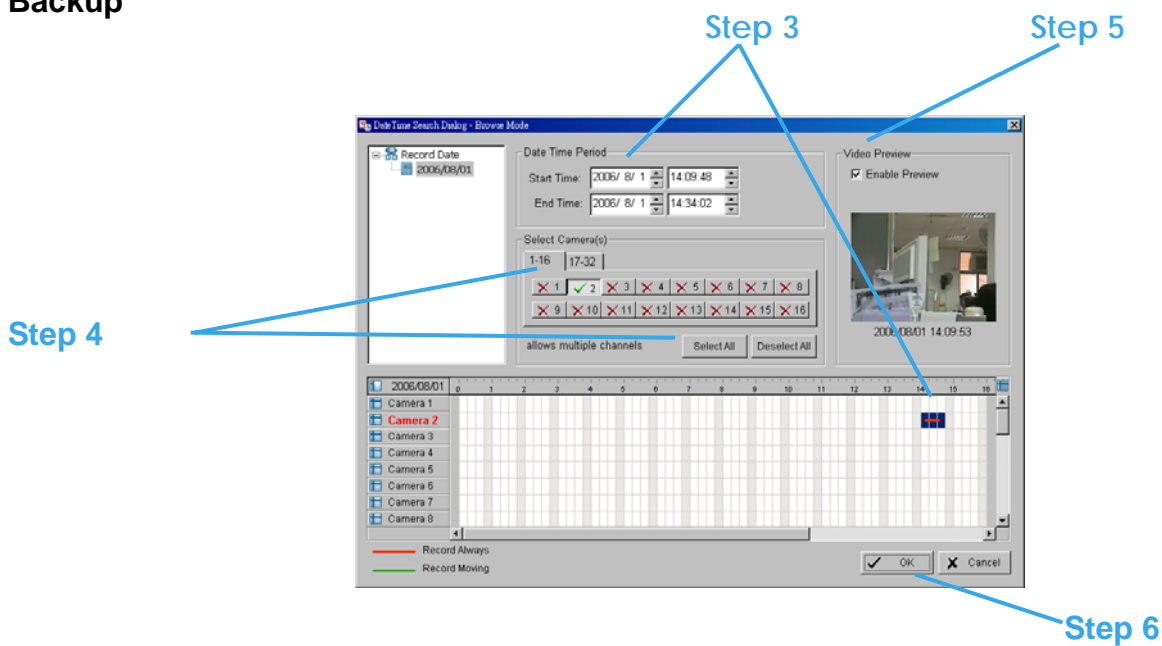 Backup
Step 3
Step 5
DateTime Search Dialog - Browse Mode
Record Date
2006/08/01
Date Time Period
Start Time: 2006/ 8/ 1 14:09:48
End Time: 2006/ 8/ 1 14:34:02
Video Preview
Enable Preview
2006/08/01 14:09:53
Select Camera(s)
1-16 17-32
1 2 3 4 5 6 7 8
9 10 11 12 13 14 15 16
allows multiple channels Select All Deselect All
Step 4
2006/08/01 0 1 2 3 4 5 6 7 8 9 10 11 12 13 14 15 16
Camera 1
Camera 2
Camera 3
Camera 4
Camera 5
Camera 6
Camera 7
Camera 8
Record Always
Record Moving
OK Cancel
Step 6